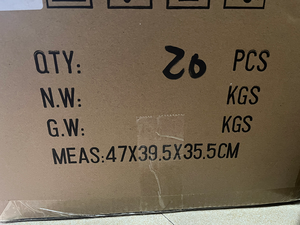 QTY: 20 PCS
N.W: KGS
G.W: KGS
MEAS:47X39.5X35.5CM